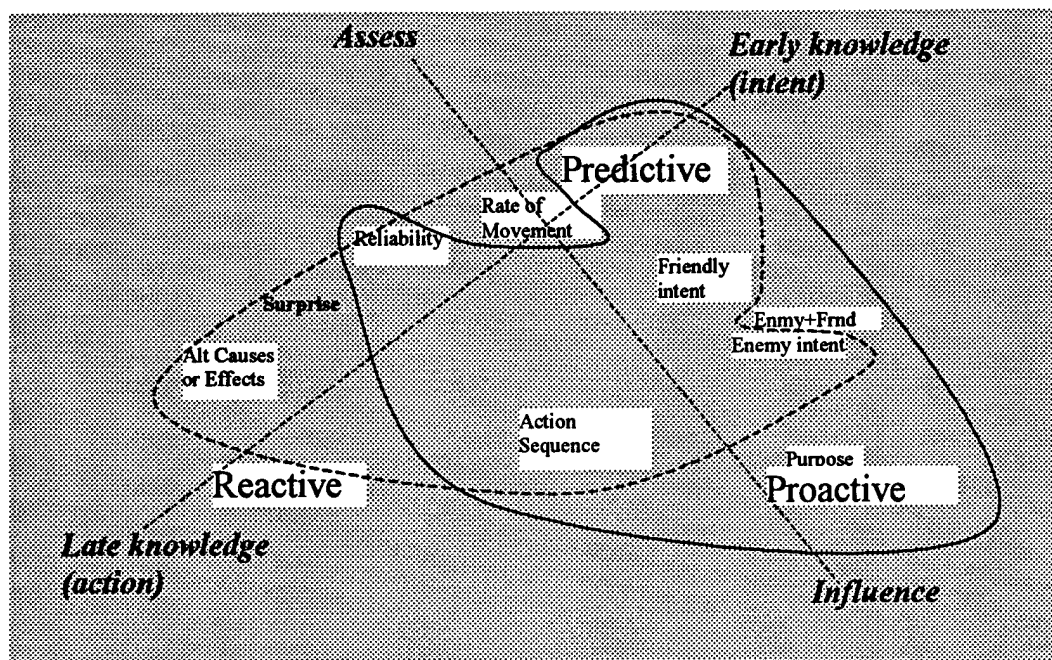 Assess
Early knowledge
(intent)
Predictive
Rate of
Movement
Reliability
Friendly
intent
Surprise
Enmy+Frnd
Enemy intent
Alt Causes
or Effects
Action
Sequence
Purpose
Proactive
Reactive
Late knowledge
(action)
Influence